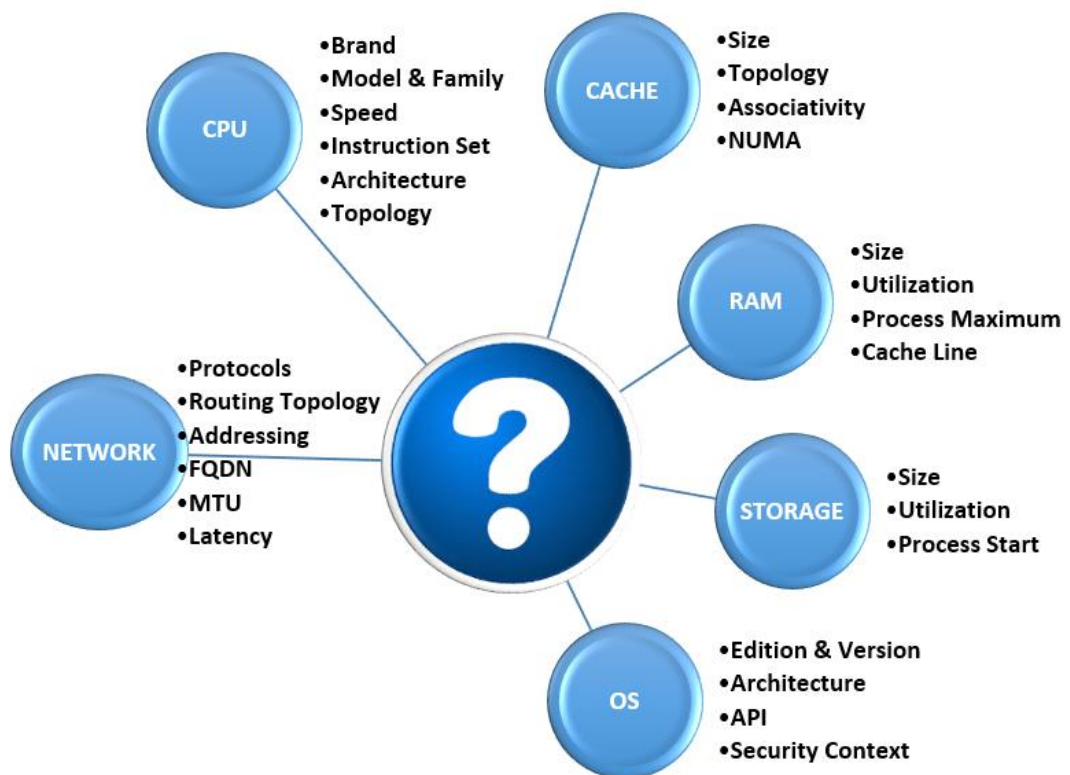 CPU
•Brand
•Model & Family
•Speed
•Instruction Set
•Architecture
•Topology
CACHE
•Size
•Topology
•Associativity
•NUMA
RAM
•Size
•Utilization
•Process Maximum
•Cache Line
NETWORK
•Protocols
•Routing Topology
•Addressing
•FQDN
•MTU
•Latency
?
STORAGE
•Size
•Utilization
•Process Start
OS
•Edition & Version
•Architecture
•API
•Security Context